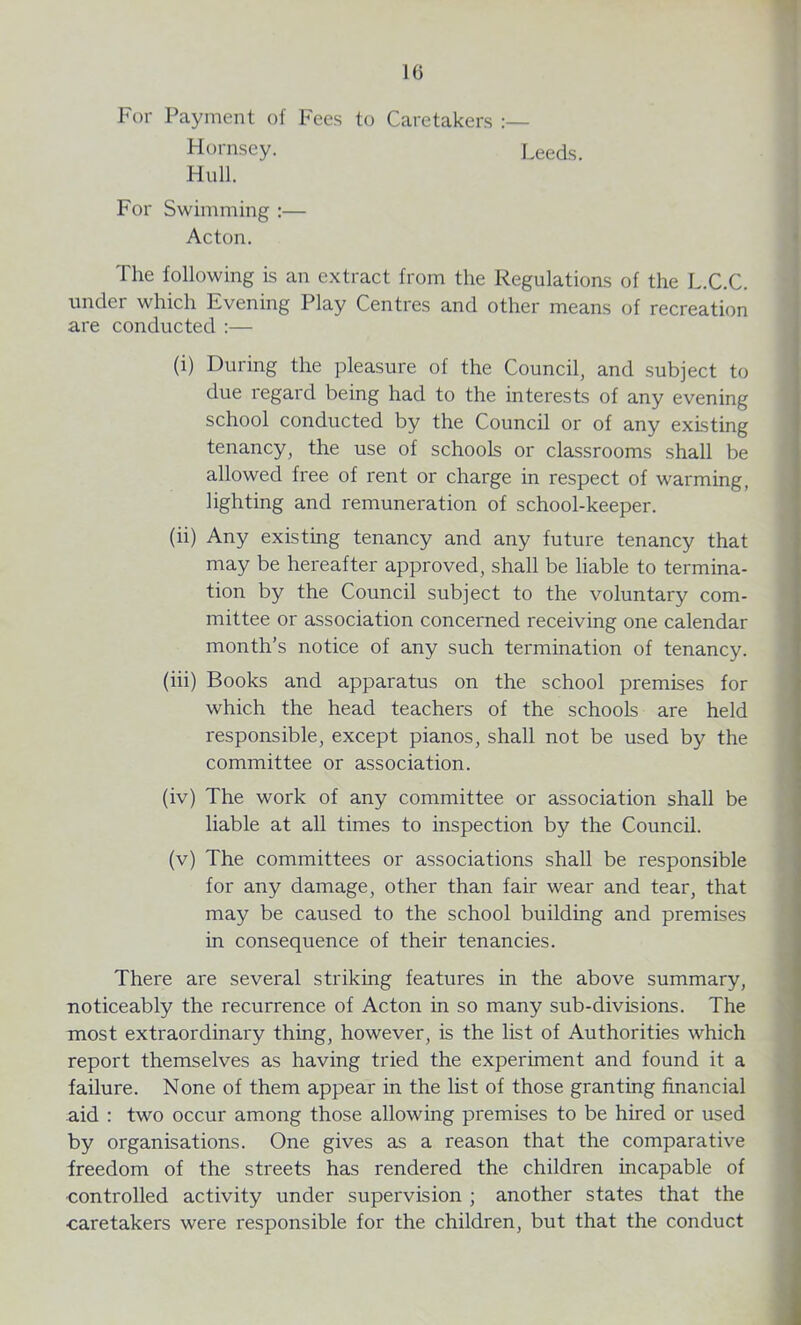 16
For Payment of Fees to Caretakers :—
Hornsey. Leeds.
Hull.
For Swimming :—
Acton.
The following is an extract from the Regulations of the L.C.C.
under which Evening Play Centres and other means of recreation
are conducted :—
(i) During the pleasure of the Council, and subject to
due regard being had to the interests of any evening
school conducted by the Council or of any existing
tenancy, the use of schools or classrooms shall be
allowed free of rent or charge in respect of warming,
lighting and remuneration of school-keeper.
(ii) Any existing tenancy and any future tenancy that
may be hereafter approved, shall be liable to termina-
tion by the Council subject to the voluntary com-
mittee or association concerned receiving one calendar
month's notice of any such termination of tenancy.
(iii) Books and apparatus on the school premises for
which the head teachers of the schools are held
responsible, except pianos, shall not be used by the
committee or association.
(iv) The work of any committee or association shall be
liable at all times to inspection by the Council.
(v) The committees or associations shall be responsible
for any damage, other than fair wear and tear, that
may be caused to the school building and premises
in consequence of their tenancies.
There are several striking features in the above summary,
noticeably the recurrence of Acton in so many sub-divisions. The
most extraordinary thing, however, is the list of Authorities which
report themselves as having tried the experiment and found it a
failure. None of them appear in the list of those granting financial
aid : two occur among those allowing premises to be hired or used
by organisations. One gives as a reason that the comparative
freedom of the streets has rendered the children incapable of
controlled activity under supervision ; another states that the
caretakers were responsible for the children, but that the conduct